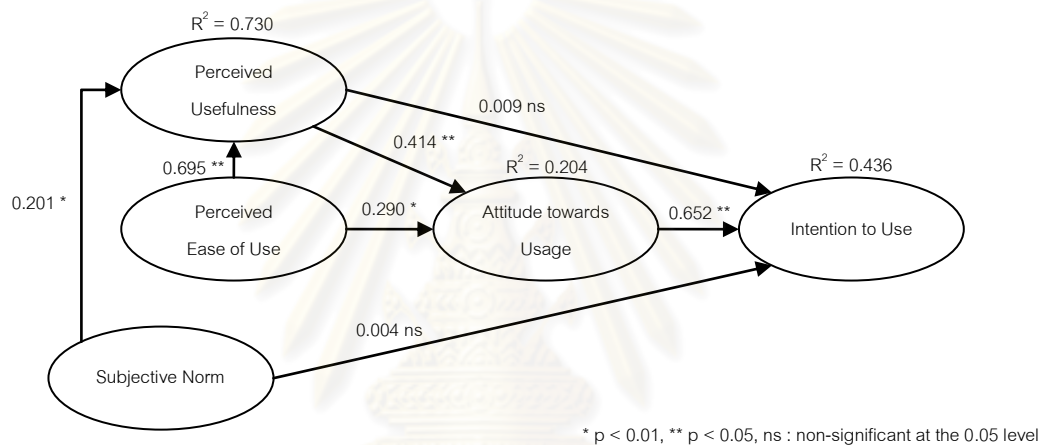 R² = 0.730
Perceived
Usefulness
0.009 ns
0.414 **
R² = 0.204
R² = 0.436
0.695 **
0.201 *
Perceived
Ease of Use
0.290 *
Attitude towards
Usage
0.652 **
Intention to Use
0.004 ns
Subjective Norm
* p < 0.01, ** p < 0.05, ns : non-significant at the 0.05 level